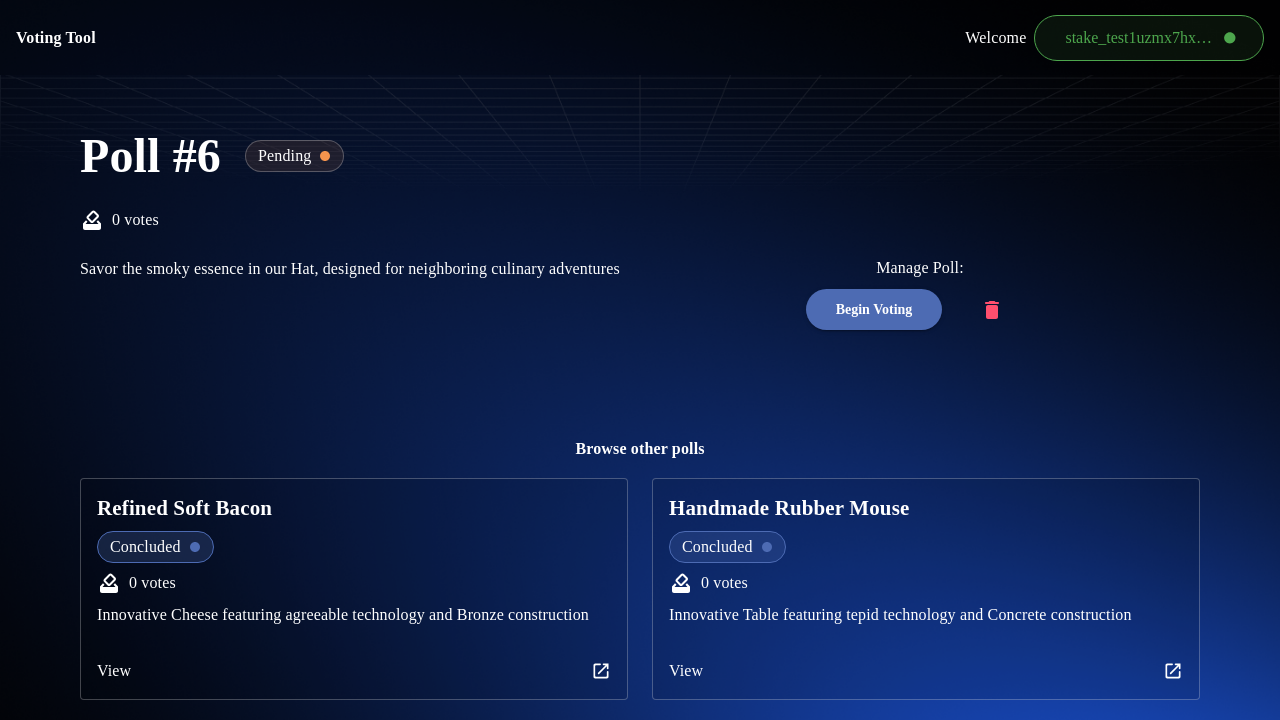 Voting Tool
Welcome
stake_test1uzmx7hx…
Poll #6
Pending
0 votes
Savor the smoky essence in our Hat, designed for neighboring culinary adventures
Manage Poll:
Begin Voting
Browse other polls
Refined Soft Bacon
Concluded
0 votes
Innovative Cheese featuring agreeable technology and Bronze construction
View
Handmade Rubber Mouse
Concluded
0 votes
Innovative Table featuring tepid technology and Concrete construction
View